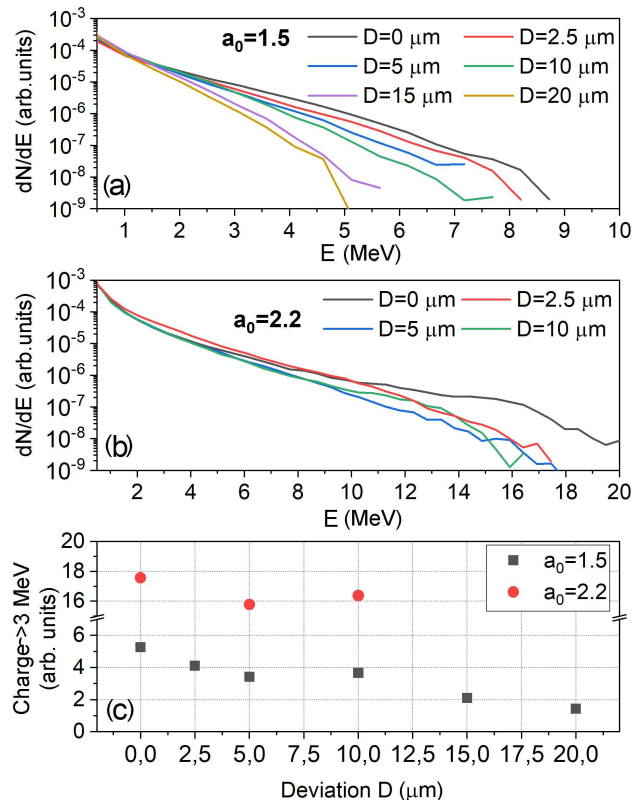 10⁻³
10⁻⁴
10⁻⁵
10⁻⁶
10⁻⁷
10⁻⁸
10⁻⁹
dN/dE (arb.units)
a₀=1.5
D=0 μm
D=2.5 μm
D=5 μm
D=10 μm
D=15 μm
D=20 μm
(a)
1 2 3 4 5 6 7 8 9 10
E (MeV)
10⁻³
10⁻⁴
10⁻⁵
10⁻⁶
10⁻⁷
10⁻⁸
10⁻⁹
dN/dE (arb.units)
a₀=2.2
D=0 μm
D=2.5 μm
D=5 μm
D=10 μm
(b)
2 4 6 8 10 12 14 16 18 20
E (MeV)
20
18
16
6
4
2
0
Charge->3 MeV
(arb. units)
a₀=1.5
a₀=2.2
(c)
0,0 2,5 5,0 7,5 10,0 12,5 15,0 17,5 20,0
Deviation D (μm)